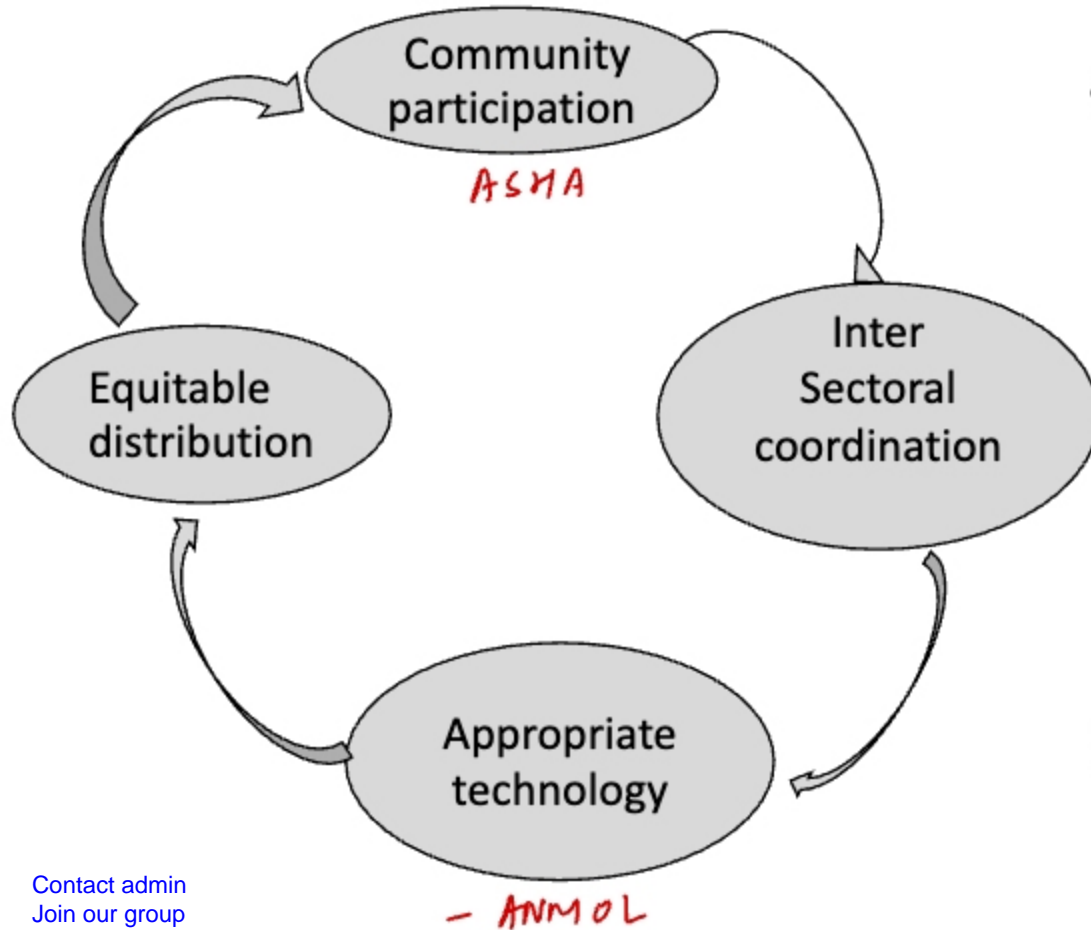 Community
participation
ASHA
Equitable
distribution
Inter
Sectoral
coordination
Appropriate
technology
- ANMOL
Contact admin
Join our group